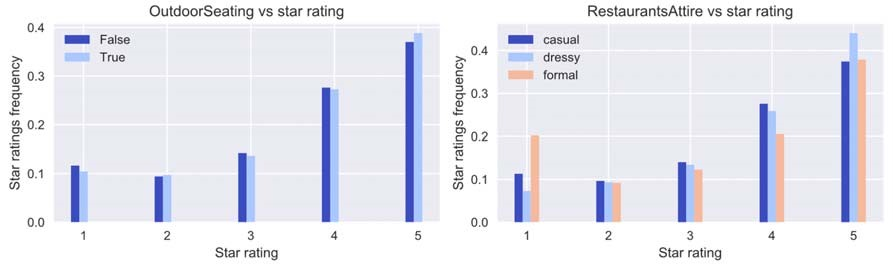 OutdoorSeating vs star rating
Star ratings frequency
0.4
0.3
0.2
0.1
0.0
False
True
1 2 3 4 5
Star rating
RestaurantsAttire vs star rating
Star ratings frequency
0.4
0.3
0.2
0.1
0.0
casual
dressy
formal
1 2 3 4 5
Star rating